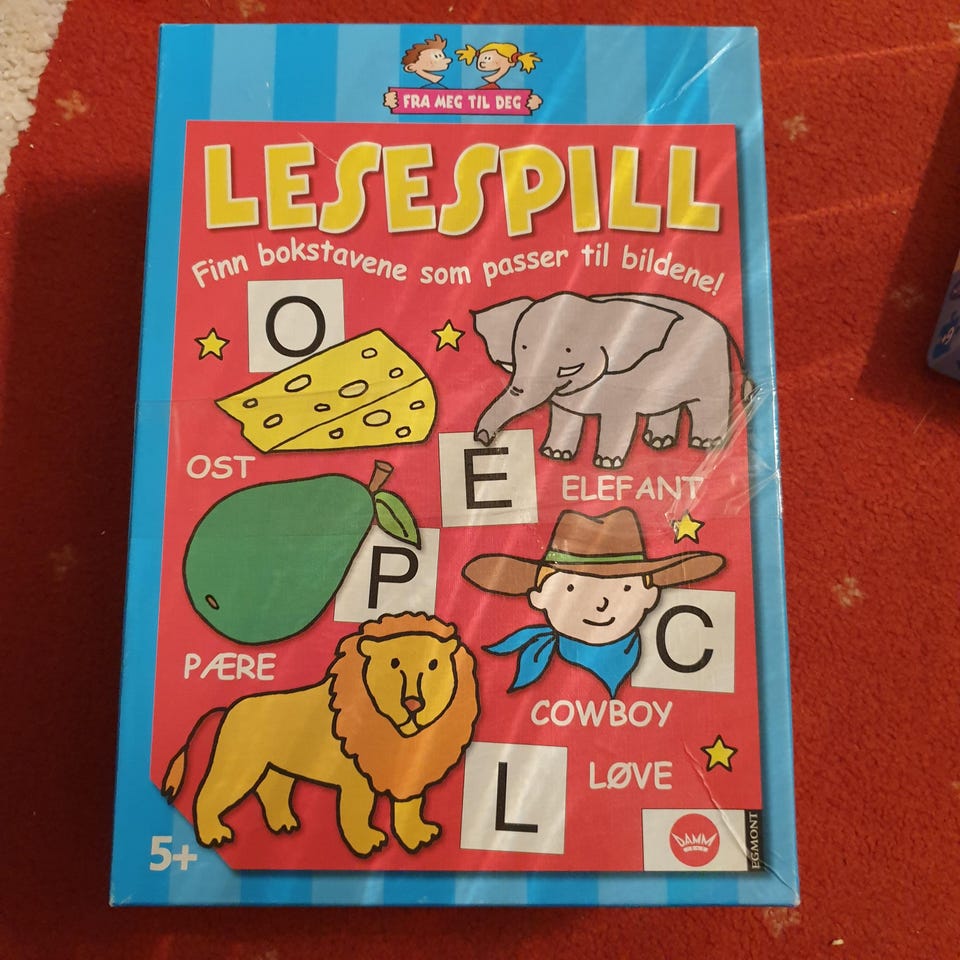 FRA MEG TIL DEG
LESESPILL
Finn bokstavene som passer til bildene!
O
OST
E
ELEFANT
P
PÆRE
C
COWBOY
L
LØVE
5+
DAMM
EGMONT